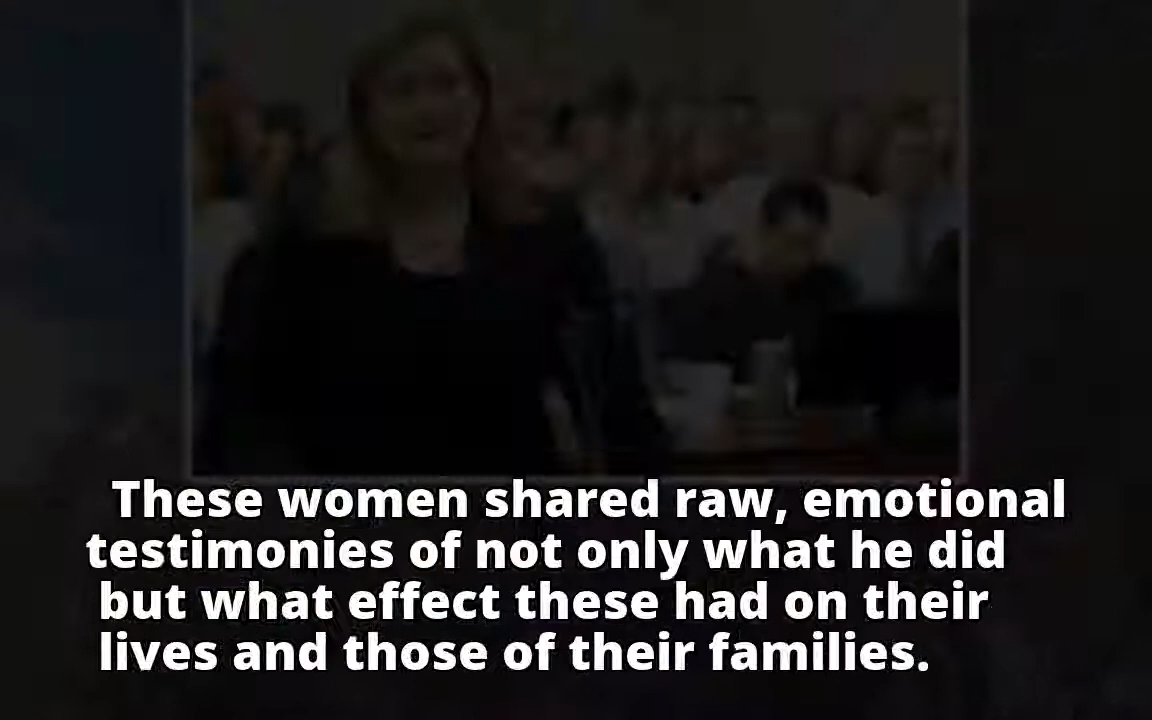 These women shared raw, emotional
testimonies of not only what he did
but what effect these had on their
lives and those of their families.